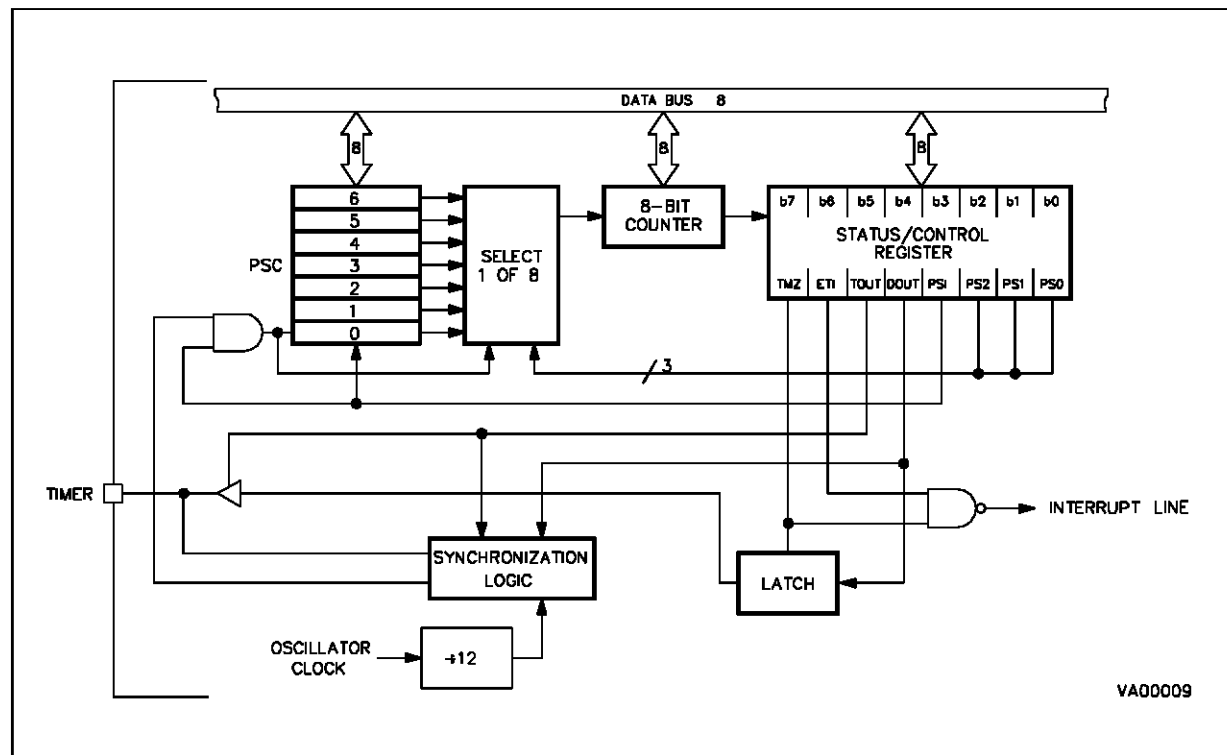 DATA BUS 8
8 8 8
6
5
4
3
2
1
0
PSC
SELECT
1 OF 8
8-BIT
COUNTER
b7 b6 b5 b4 b3 b2 b1 b0
STATUS/CONTROL
REGISTER
TMZ ETI TOUT DOUT PSI PS2 PS1 PS0
3
TIMER
SYNCHRONIZATION
LOGIC
LATCH
INTERRUPT LINE
OSCILLATOR
CLOCK
÷12
VA00009